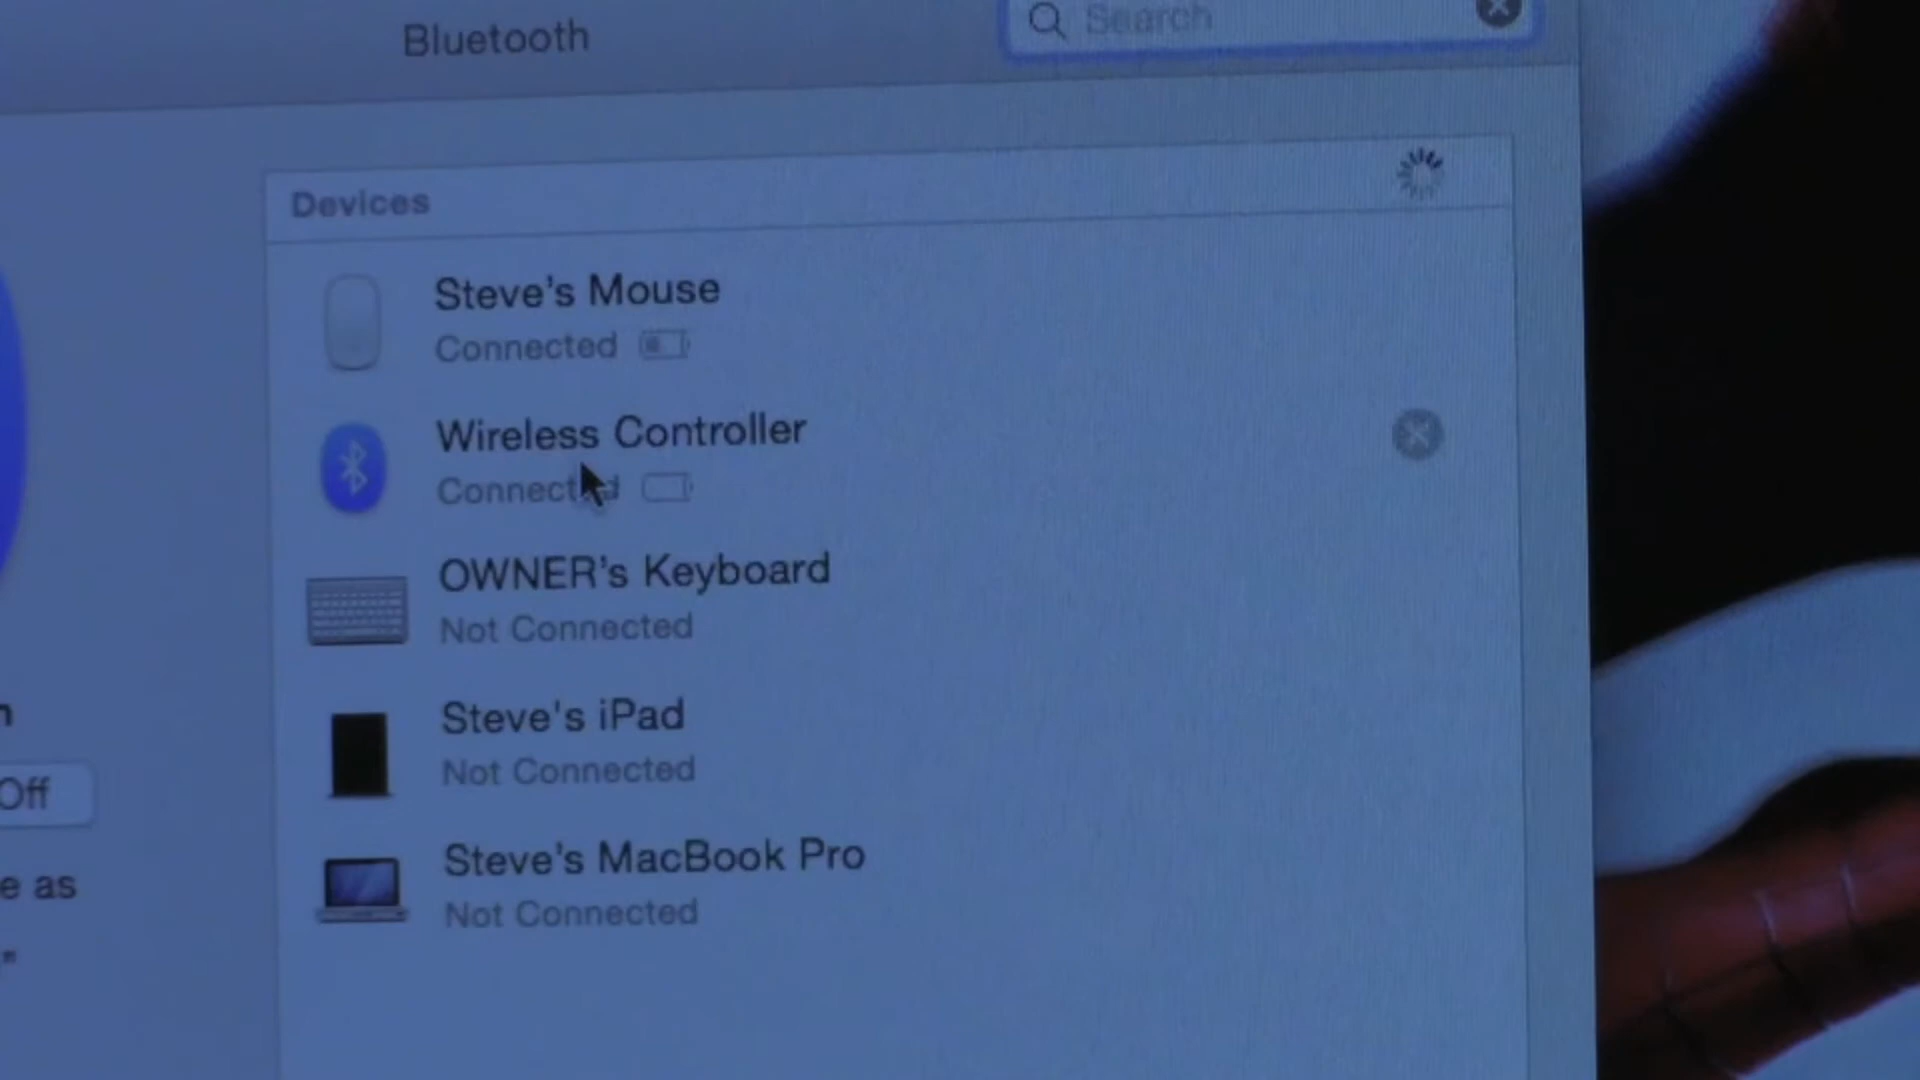 Bluetooth
Search
Devices
Steve's Mouse
Connected
Wireless Controller
Connected
OWNER's Keyboard
Not Connected
Steve's iPad
Not Connected
Steve's MacBook Pro
Not Connected
n
Off
e as
"